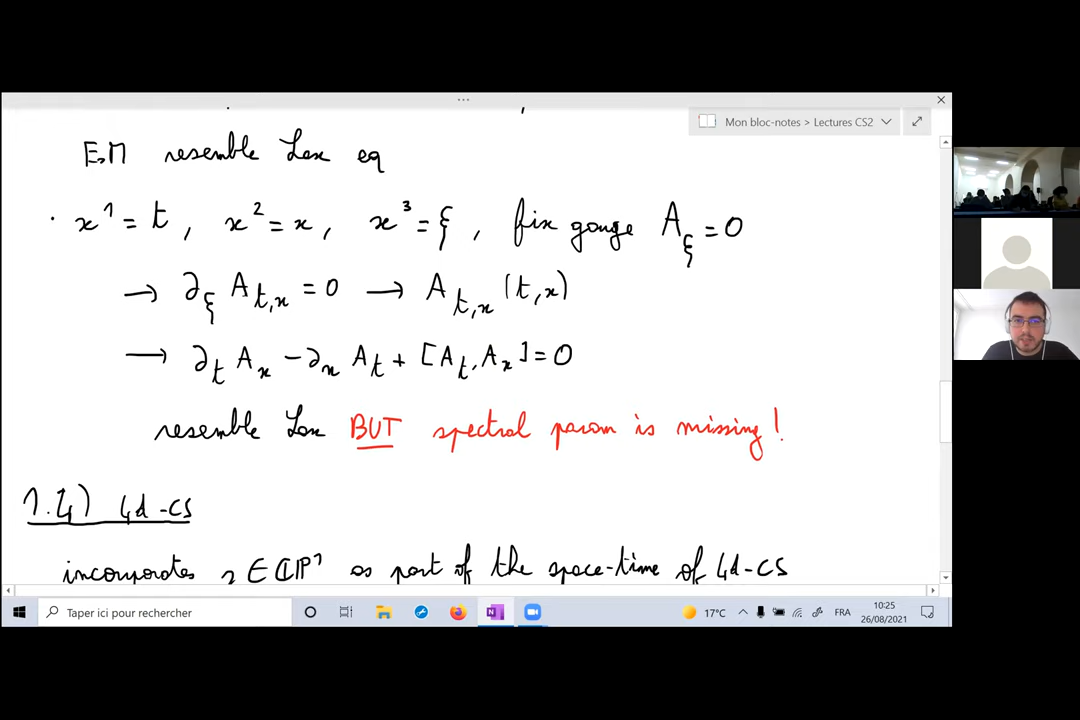 Mon bloc-notes > Lectures CS2
E.M resemble Lax eq
· x¹ = t, x² = x, x³ = ξ, fix gauge A_ξ = 0
→ ∂_ξ A_{t,x} = 0 → A_{t,x} (t,x)
→ ∂_t A_x − ∂_x A_t + [A_t, A_x] = 0
resemble Lax BUT spectral param is missing!
1.4) 4d-CS
incorporates ∈ ℂP¹ as part of the space-time of 4d-CS
Taper ici pour rechercher
17°C
FRA
10:25
26/08/2021